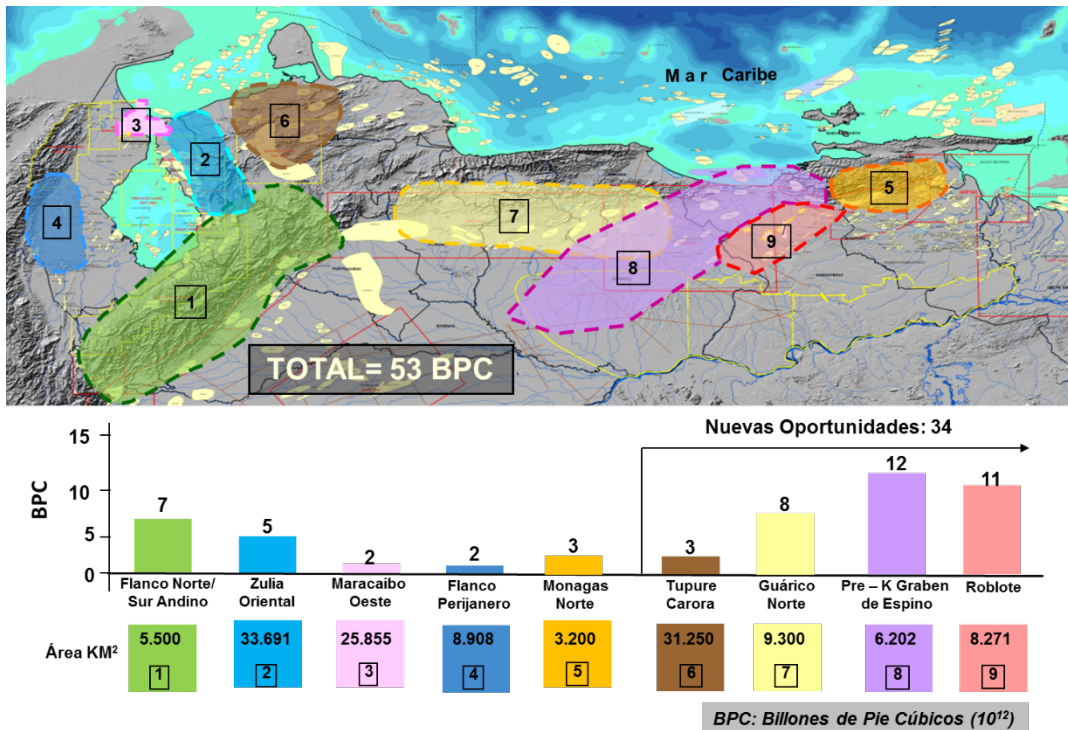 Mar Caribe
3
6
2
5
4
7
9
8
1
PORTUGUESA
BARINAS
TOTAL= 53 BPC
Nuevas Oportunidades: 34
BPC
15
10
5
0
7
5
2
2
3
3
8
12
11
Flanco Norte/ Zulia Maracaibo Flanco Monagas Tupure Guárico Pre – K Graben Roblote
Sur Andino Oriental Oeste Perijanero Norte Carora Norte de Espino
Área KM²
5.500 33.691 25.855 8.908 3.200 31.250 9.300 6.202 8.271
1 2 3 4 5 6 7 8 9
BPC: Billones de Pie Cúbicos (10¹²)